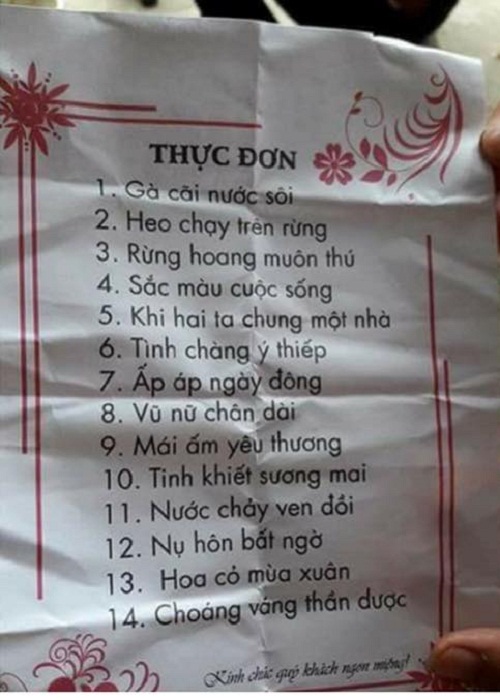 THỰC ĐƠN
1. Gà cãi nước sôi
2. Heo chạy trên rừng
3. Rừng hoang muôn thú
4. Sắc màu cuộc sống
5. Khi hai ta chung một nhà
6. Tình chàng ý thiếp
7. Ấp áp ngày đông
8. Vũ nữ chân dài
9. Mái ấm yêu thương
10. Tinh khiết sương mai
11. Nước chảy ven đồi
12. Nụ hôn bất ngờ
13. Hoa cỏ mùa xuân
14. Choáng váng thần dược
Kính chúc quý khách ngon miệng!